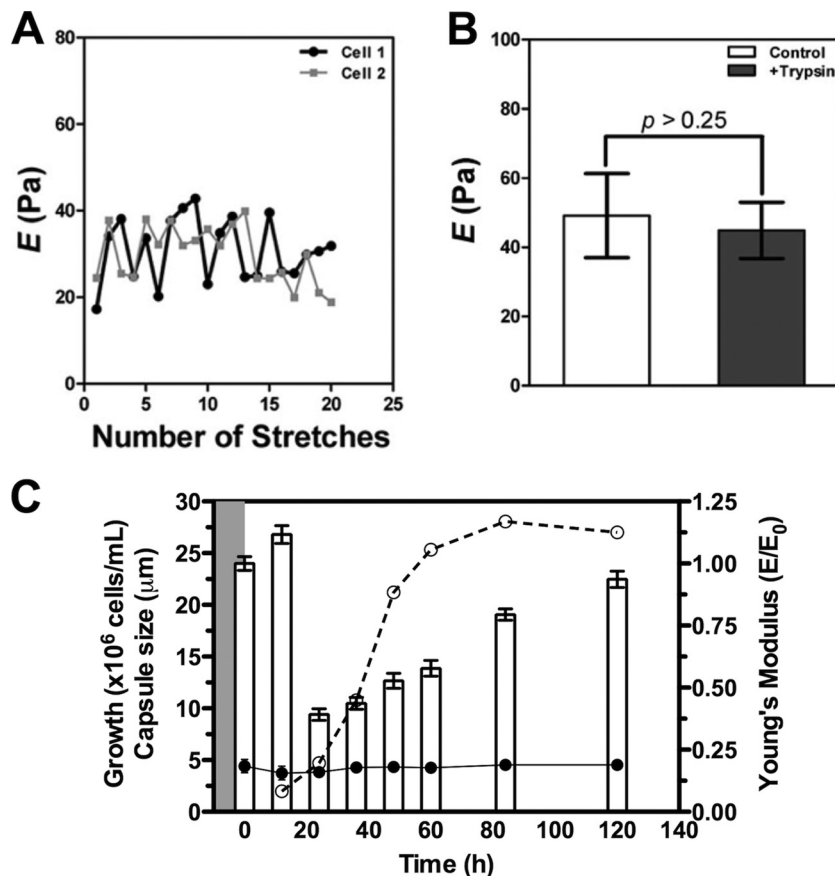 A
80
60
40
20
0
E (Pa)
Cell 1
Cell 2
0 5 10 15 20 25
Number of Stretches
B
100
80
60
40
20
0
E (Pa)
Control
+Trypsin
p > 0.25
C
30
25
20
15
10
5
0
Growth (x10⁶ cells/mL)
Capsule size (μm)
1.25
1.00
0.75
0.50
0.25
0.00
Young's Modulus (E/E₀)
0 20 40 60 80 100 120 140
Time (h)